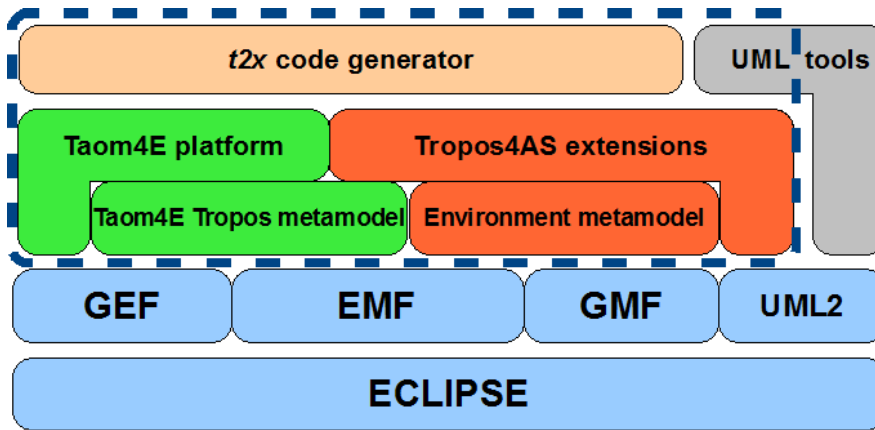 t2x code generator
UML tools
Taom4E platform
Tropos4AS extensions
Taom4E Tropos metamodel
Environment metamodel
GEF
EMF
GMF
UML2
ECLIPSE